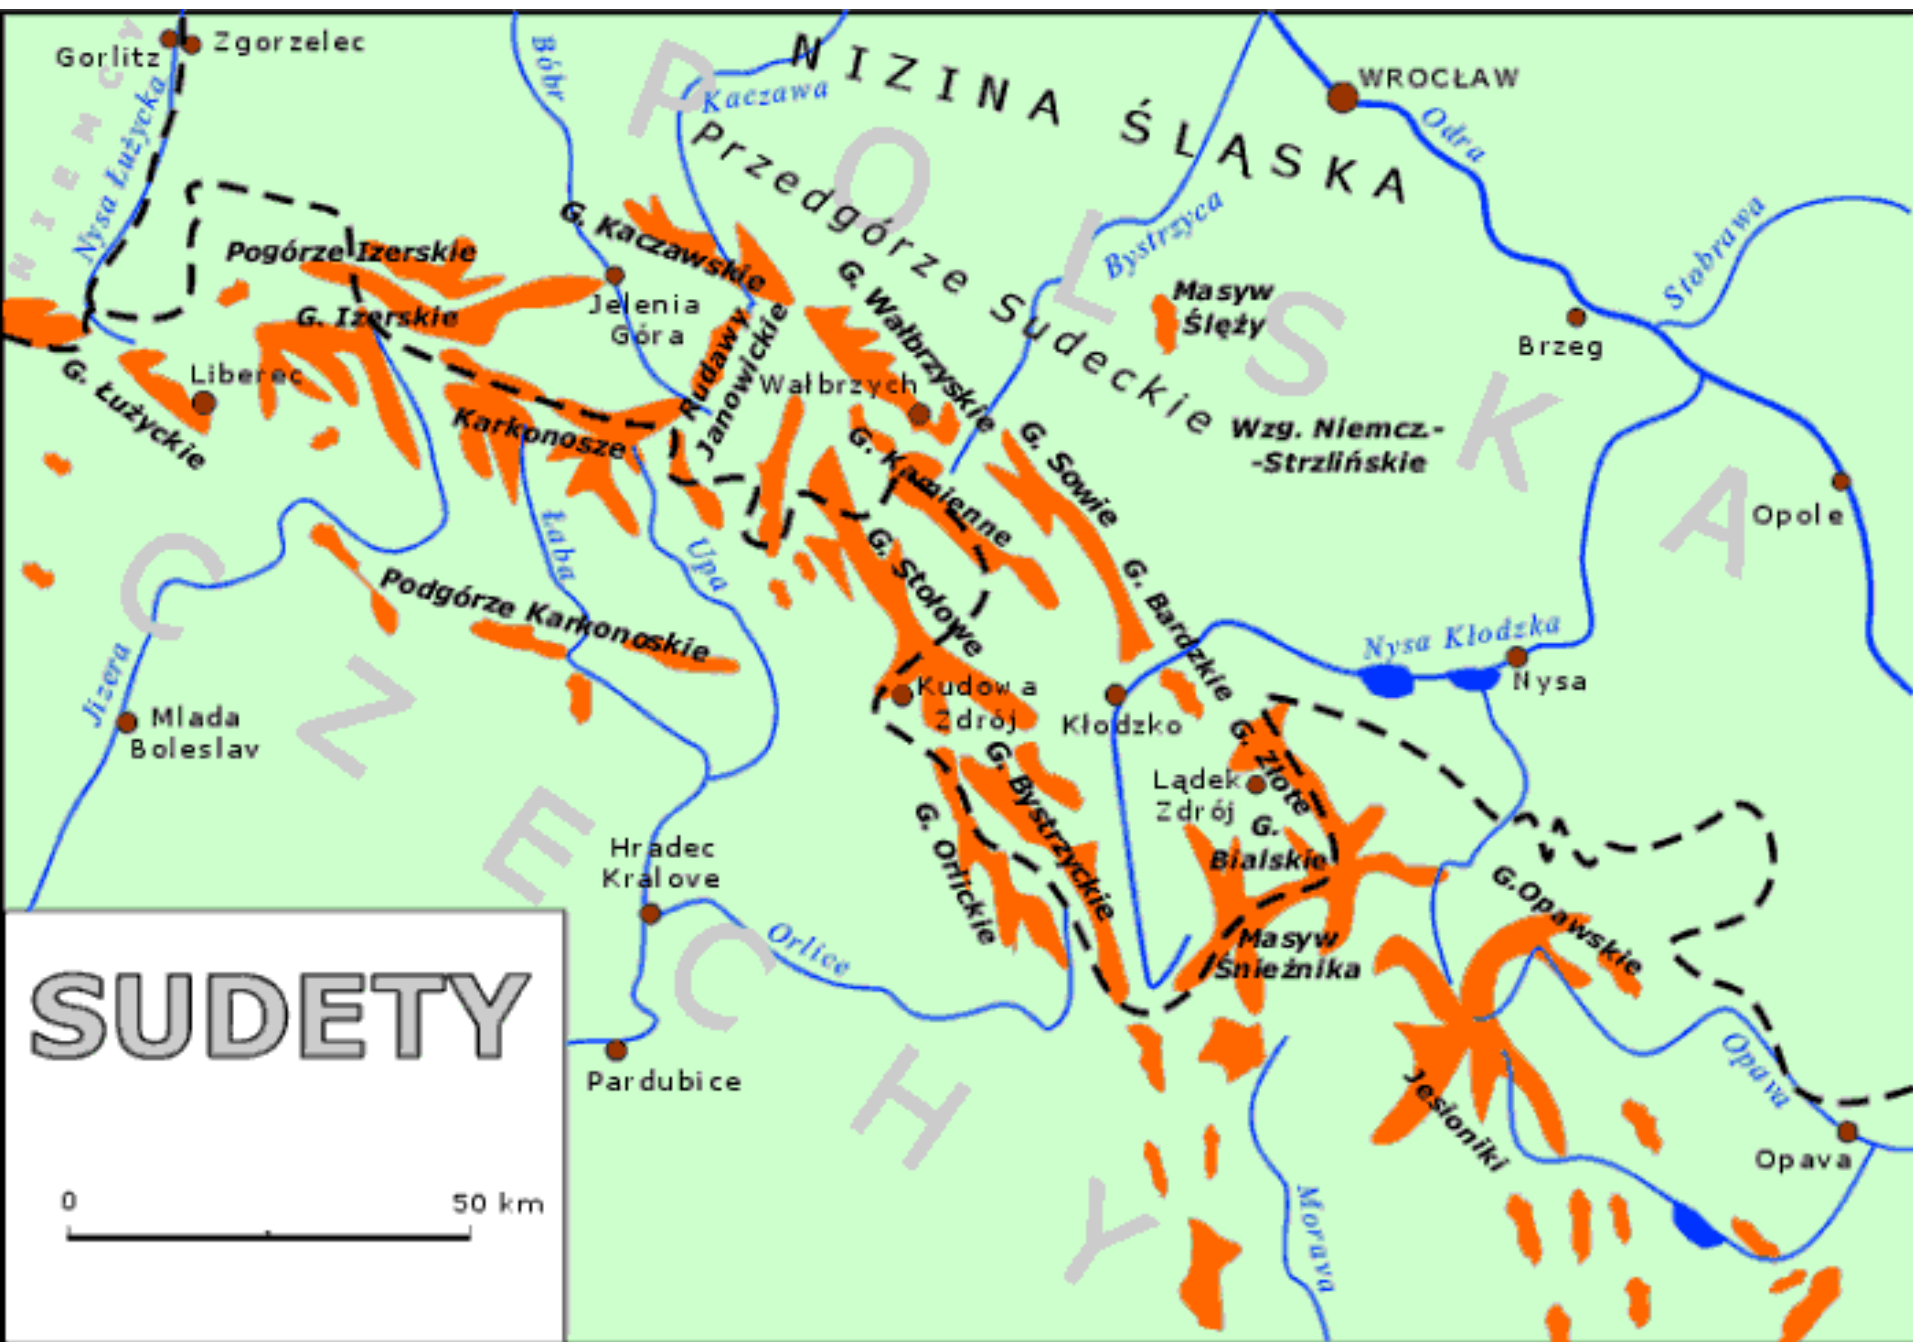 Gorlitz
Zgorzelec
Bóbr
NIZINA ŚLĄSKA
WROCŁAW
Kaczawa
Odra
NIEMCY
Nysa Łużycka
POLSKA
Przedgórze Sudeckie
Bystrzyca
Stobrawa
Pogórze Izerskie
G. Kaczawskie
G. Wałbrzyskie
Masyw
Ślęży
G. Izerskie
Jelenia
Góra
Brzeg
Rudawy
Janowickie
G. Łużyckie
Liberec
Wałbrzych
Karkonosze
G. Kamienne
G. Sowie
Wzg. Niemcz.-
-Strzlińskie
Opole
Łaba
Upa
G. Stołowe
G. Bardzkie
Podgórze Karkonoskie
Nysa Kłodzka
Nysa
Jizera
Mlada
Boleslav
CZECHY
Kudowa
Zdrój
Kłodzko
G. Złote
Lądek
Zdrój
G. Bystrzyckie
G. Orlickie
G.
Bialskie
Hradec
Kralove
G.Opawskie
Orlice
Masyw
Śnieżnika
SUDETY
Pardubice
Jesioniki
Opava
Opava
Morava
0
50 km